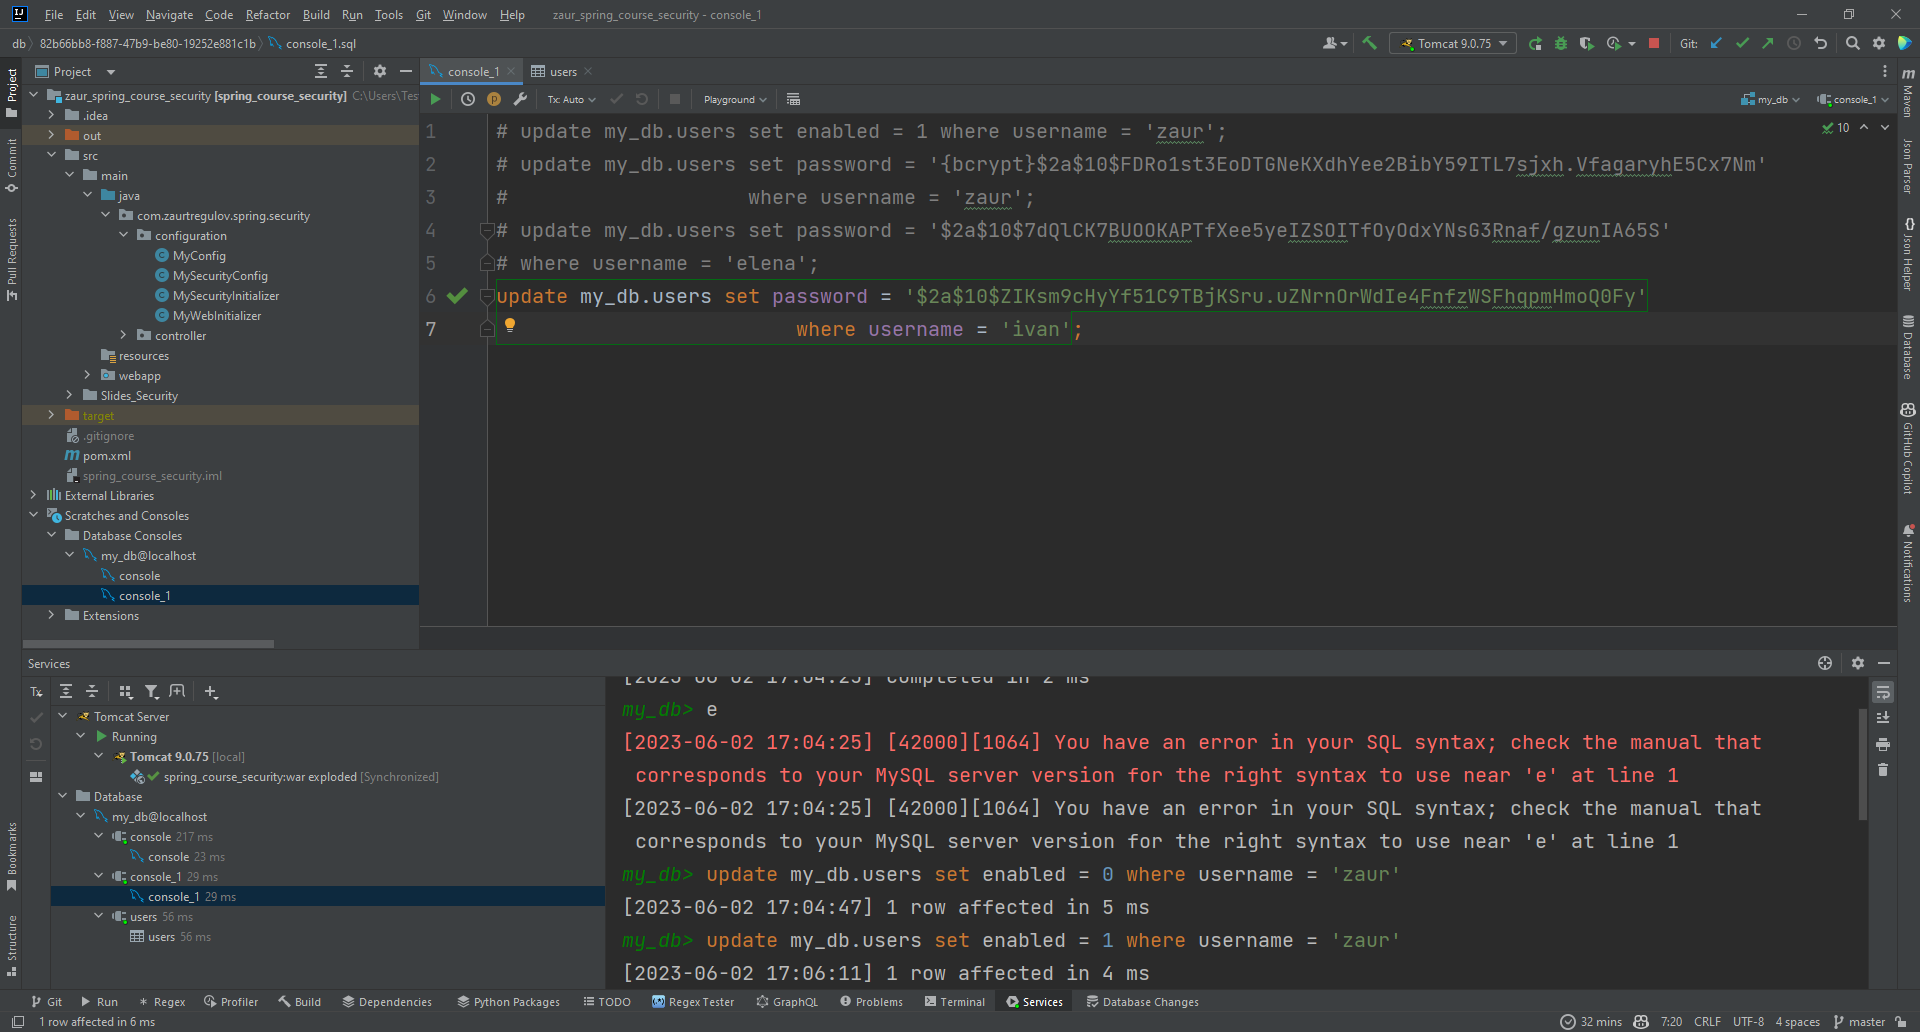 File Edit View Navigate Code Refactor Build Run Tools Git Window Help zaur_spring_course_security - console_1
db 82b66bb8-f887-47b9-be80-19252e881c1b console_1.sql
Tomcat 9.0.75 Git:
Project
console_1 users
zaur_spring_course_security [spring_course_security] C:\Users\Tes
Tx: Auto Playground my_db console_1
.idea
out
src
main
java
com.zaurtregulov.spring.security
configuration
MyConfig
MySecurityConfig
MySecurityInitializer
MyWebInitializer
controller
resources
webapp
Slides_Security
target
.gitignore
pom.xml
spring_course_security.iml
External Libraries
Scratches and Consoles
Database Consoles
my_db@localhost
console
console_1
Extensions
1 # update my_db.users set enabled = 1 where username = 'zaur';
10
2 # update my_db.users set password = '{bcrypt}$2a$10$FDRo1st3EoDTGNeKXdhYee2BibY59ITL7sjxh.VfagaryhE5Cx7Nm'
3 # where username = 'zaur';
4 # update my_db.users set password = '$2a$10$7dQlCK7BUOOKAPTfXee5yeIZSOITfOyOdxYNsG3Rnaf/gzunIA65S'
5 # where username = 'elena';
6 update my_db.users set password = '$2a$10$ZIKsm9cHyYf51C9TBjKSru.uZNrnOrWdIe4FnfzWSFhqpmHmoQ0Fy'
7 where username = 'ivan';
Project
Commit
Pull Requests
Bookmarks
Structure
Maven
Json Parser
Json Helper
Database
GitHub Copilot
Notifications
Services
Tx
Tomcat Server
Running
Tomcat 9.0.75 [local]
spring_course_security:war exploded [Synchronized]
Database
my_db@localhost
console 217 ms
console 23 ms
console_1 29 ms
console_1 29 ms
users 56 ms
users 56 ms
[2023-06-02 17:04:25] completed in 2 ms
my_db> e
[2023-06-02 17:04:25] [42000][1064] You have an error in your SQL syntax; check the manual that
corresponds to your MySQL server version for the right syntax to use near 'e' at line 1
[2023-06-02 17:04:25] [42000][1064] You have an error in your SQL syntax; check the manual that
corresponds to your MySQL server version for the right syntax to use near 'e' at line 1
my_db> update my_db.users set enabled = 0 where username = 'zaur'
[2023-06-02 17:04:47] 1 row affected in 5 ms
my_db> update my_db.users set enabled = 1 where username = 'zaur'
[2023-06-02 17:06:11] 1 row affected in 4 ms
Git Run Regex Profiler Build Dependencies Python Packages TODO Regex Tester GraphQL Problems Terminal Services Database Changes
1 row affected in 6 ms 32 mins 7:20 CRLF UTF-8 4 spaces master